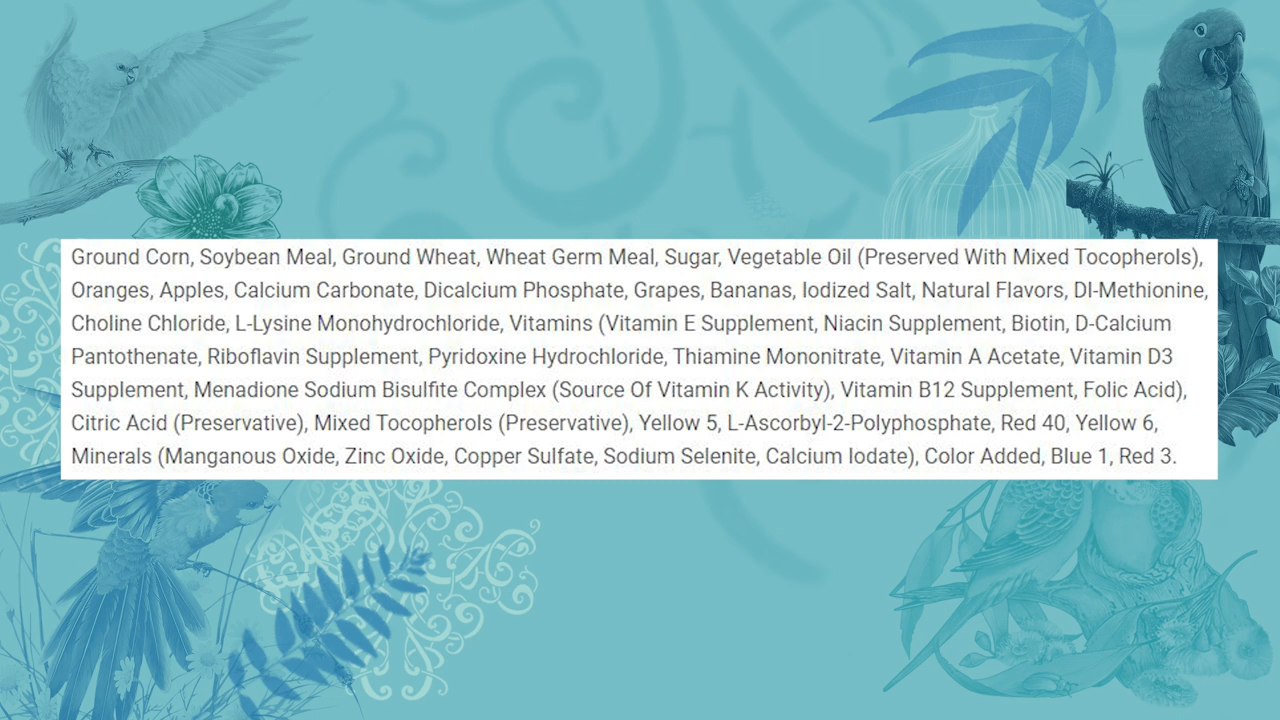 Ground Corn, Soybean Meal, Ground Wheat, Wheat Germ Meal, Sugar, Vegetable Oil (Preserved With Mixed Tocopherols),
Oranges, Apples, Calcium Carbonate, Dicalcium Phosphate, Grapes, Bananas, Iodized Salt, Natural Flavors, Dl-Methionine,
Choline Chloride, L-Lysine Monohydrochloride, Vitamins (Vitamin E Supplement, Niacin Supplement, Biotin, D-Calcium
Pantothenate, Riboflavin Supplement, Pyridoxine Hydrochloride, Thiamine Mononitrate, Vitamin A Acetate, Vitamin D3
Supplement, Menadione Sodium Bisulfite Complex (Source Of Vitamin K Activity), Vitamin B12 Supplement, Folic Acid),
Citric Acid (Preservative), Mixed Tocopherols (Preservative), Yellow 5, L-Ascorbyl-2-Polyphosphate, Red 40, Yellow 6,
Minerals (Manganous Oxide, Zinc Oxide, Copper Sulfate, Sodium Selenite, Calcium Iodate), Color Added, Blue 1, Red 3.